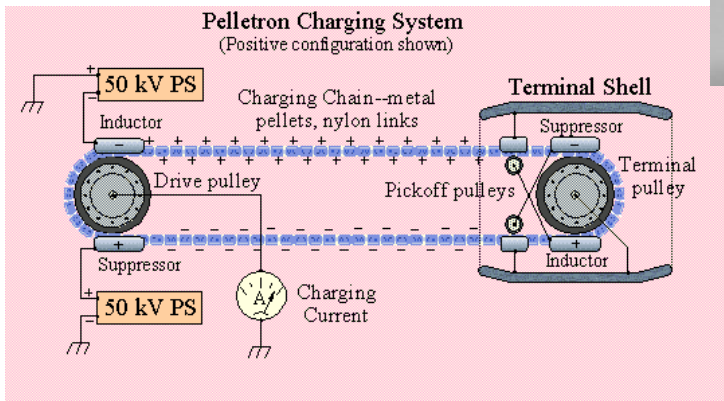 Pelletron Charging System
(Positive configuration shown)
+
50 kV PS
−
Charging Chain--metal
pellets, nylon links
Terminal Shell
Inductor
−
+ + + + + + + + + +
+ + + + + + + + + +
Suppressor
−
Drive pulley
Pickoff pulleys
Terminal
pulley
+
Suppressor
− − − − − − − −
− − − − − − − −
+
Inductor
+
50 kV PS
−
A
Charging
Current